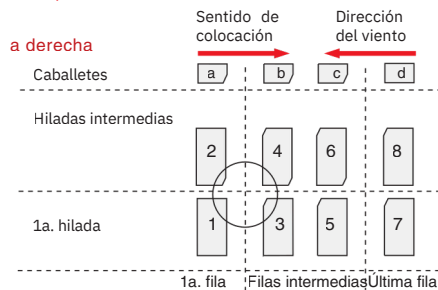 Sentido de
colocación
Dirección
del viento
a derecha
Caballetes a b c d
Hiladas intermedias
2 4 6 8
1a. hilada 1 3 5 7
1a. fila Filas intermedias Última fila